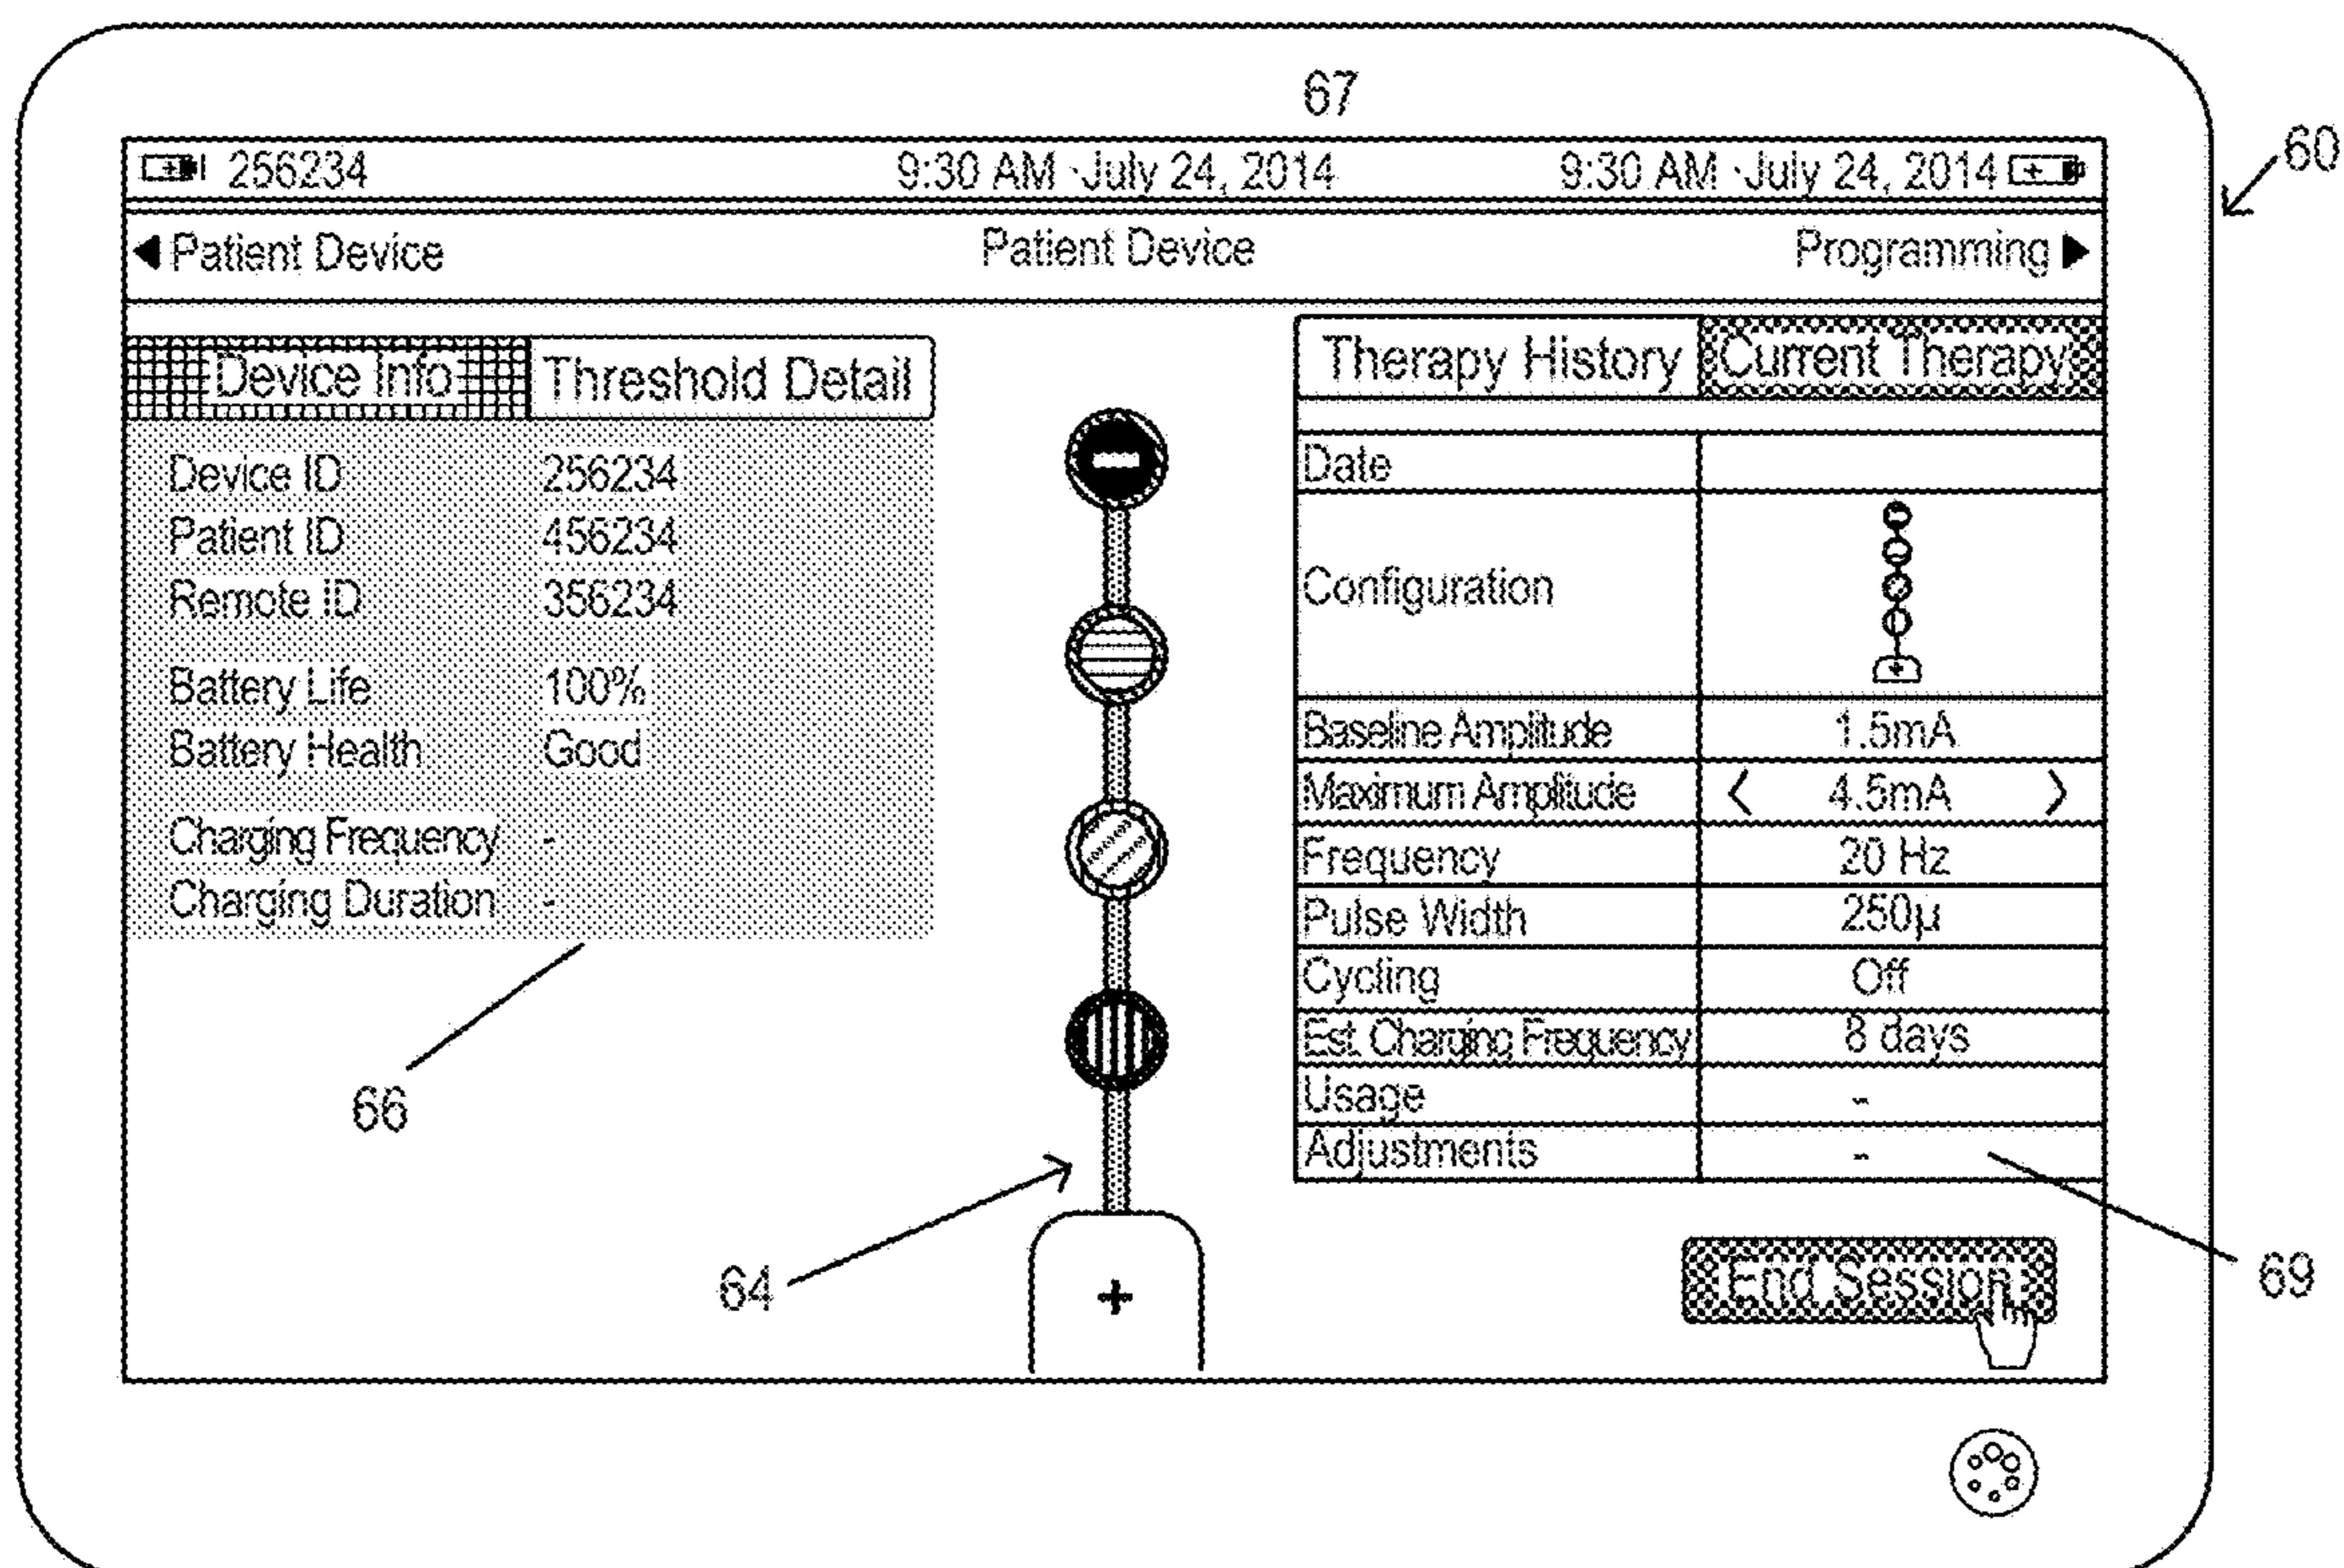 67
60
256234 9:30 AM · July 24, 2014 9:30 AM · July 24, 2014
Patient Device Patient Device Programming
Device Info Threshold Detail
Device ID 256234
Patient ID 456234
Remote ID 356234
Battery Life 100%
Battery Health Good
Charging Frequency -
Charging Duration -
66
64
+
Therapy History Current Therapy
Date
Configuration
+
Baseline Amplitude 1.5mA
Maximum Amplitude < 4.5mA >
Frequency 20 Hz
Pulse Width 250µ
Cycling Off
Est. Charging Frequency 8 days
Usage -
Adjustments -
End Session
69